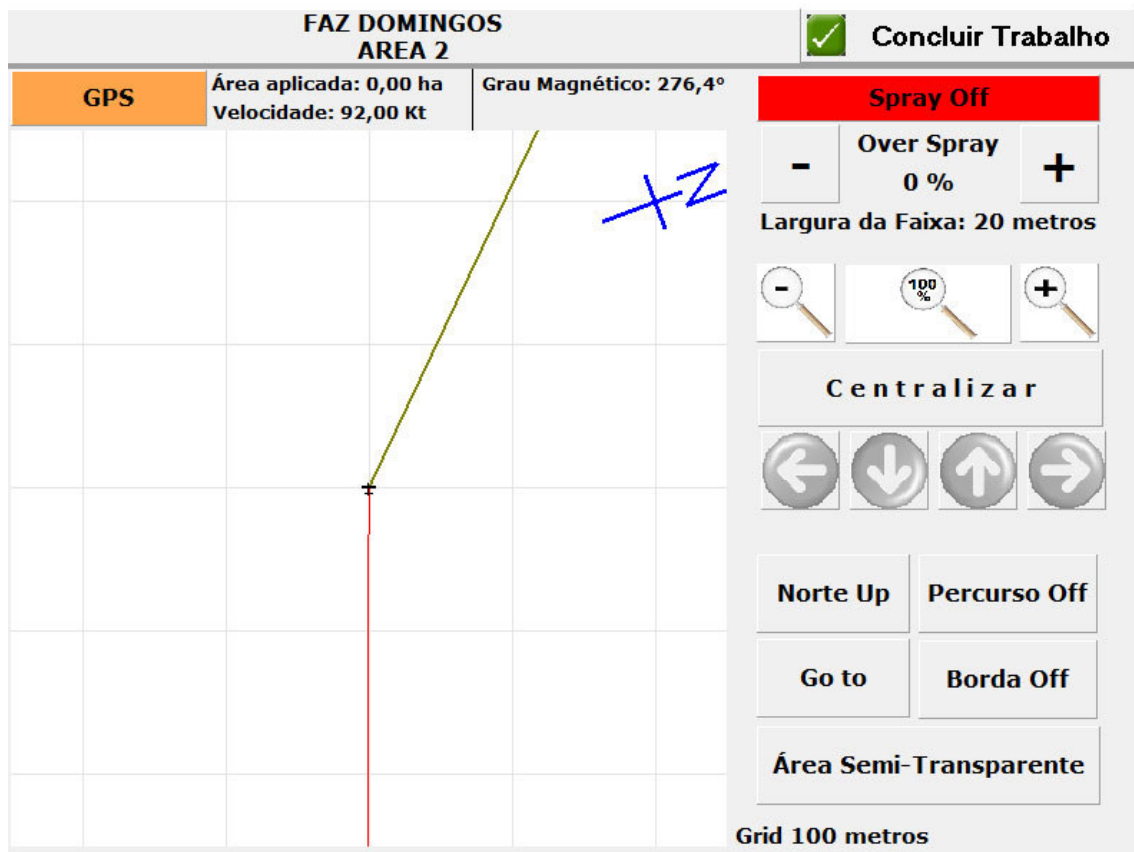 FAZ DOMINGOS
AREA 2
Concluir Trabalho
GPS
Área aplicada: 0,00 ha
Velocidade: 92,00 Kt
Grau Magnético: 276,4°
Spray Off
-
Over Spray
0 %
+
Largura da Faixa: 20 metros
-
100
%
+
Centralizar
N
Norte Up
Percurso Off
Go to
Borda Off
Área Semi-Transparente
Grid 100 metros